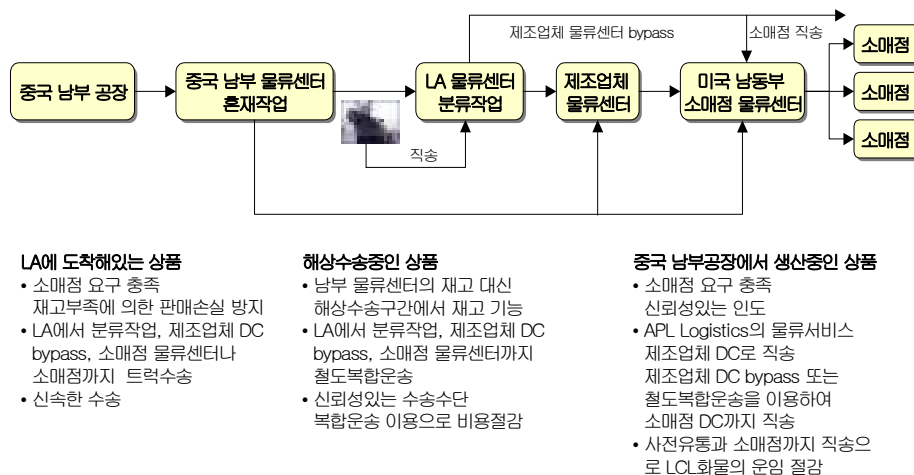 제조업체 물류센터 bypass
소매점 직송
소매점
중국 남부 공장
중국 남부 물류센터
혼재작업
LA 물류센터
분류작업
제조업체
물류센터
미국 남동부
소매점 물류센터
소매점
소매점
직송
LA에 도착해있는 상품
• 소매점 요구 충족
재고부족에 의한 판매손실 방지
• LA에서 분류작업, 제조업체 DC
bypass, 소매점 물류센터나
소매점까지 트럭수송
• 신속한 수송
해상수송중인 상품
• 남부 물류센터의 재고 대신
해상수송구간에서 재고 기능
• LA에서 분류작업, 제조업체 DC
bypass, 소매점 물류센터까지
철도복합운송
• 신뢰성있는 수송수단
복합운송 이용으로 비용절감
중국 남부공장에서 생산중인 상품
• 소매점 요구 충족
신뢰성있는 인도
• APL Logistics의 물류서비스
제조업체 DC로 직송
제조업체 DC bypass 또는
철도복합운송을 이용하여
소매점 DC까지 직송
• 사전유통과 소매점까지 직송으
로 LCL화물의 운임 절감